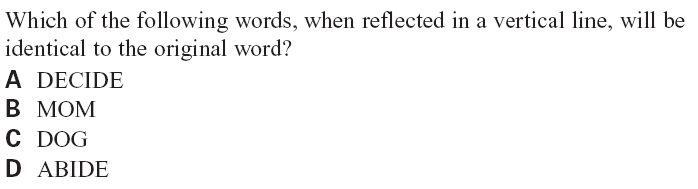 Which of the following words, when reflected in a vertical line, will be
identical to the original word?
A DECIDE
B MOM
C DOG
D ABIDE